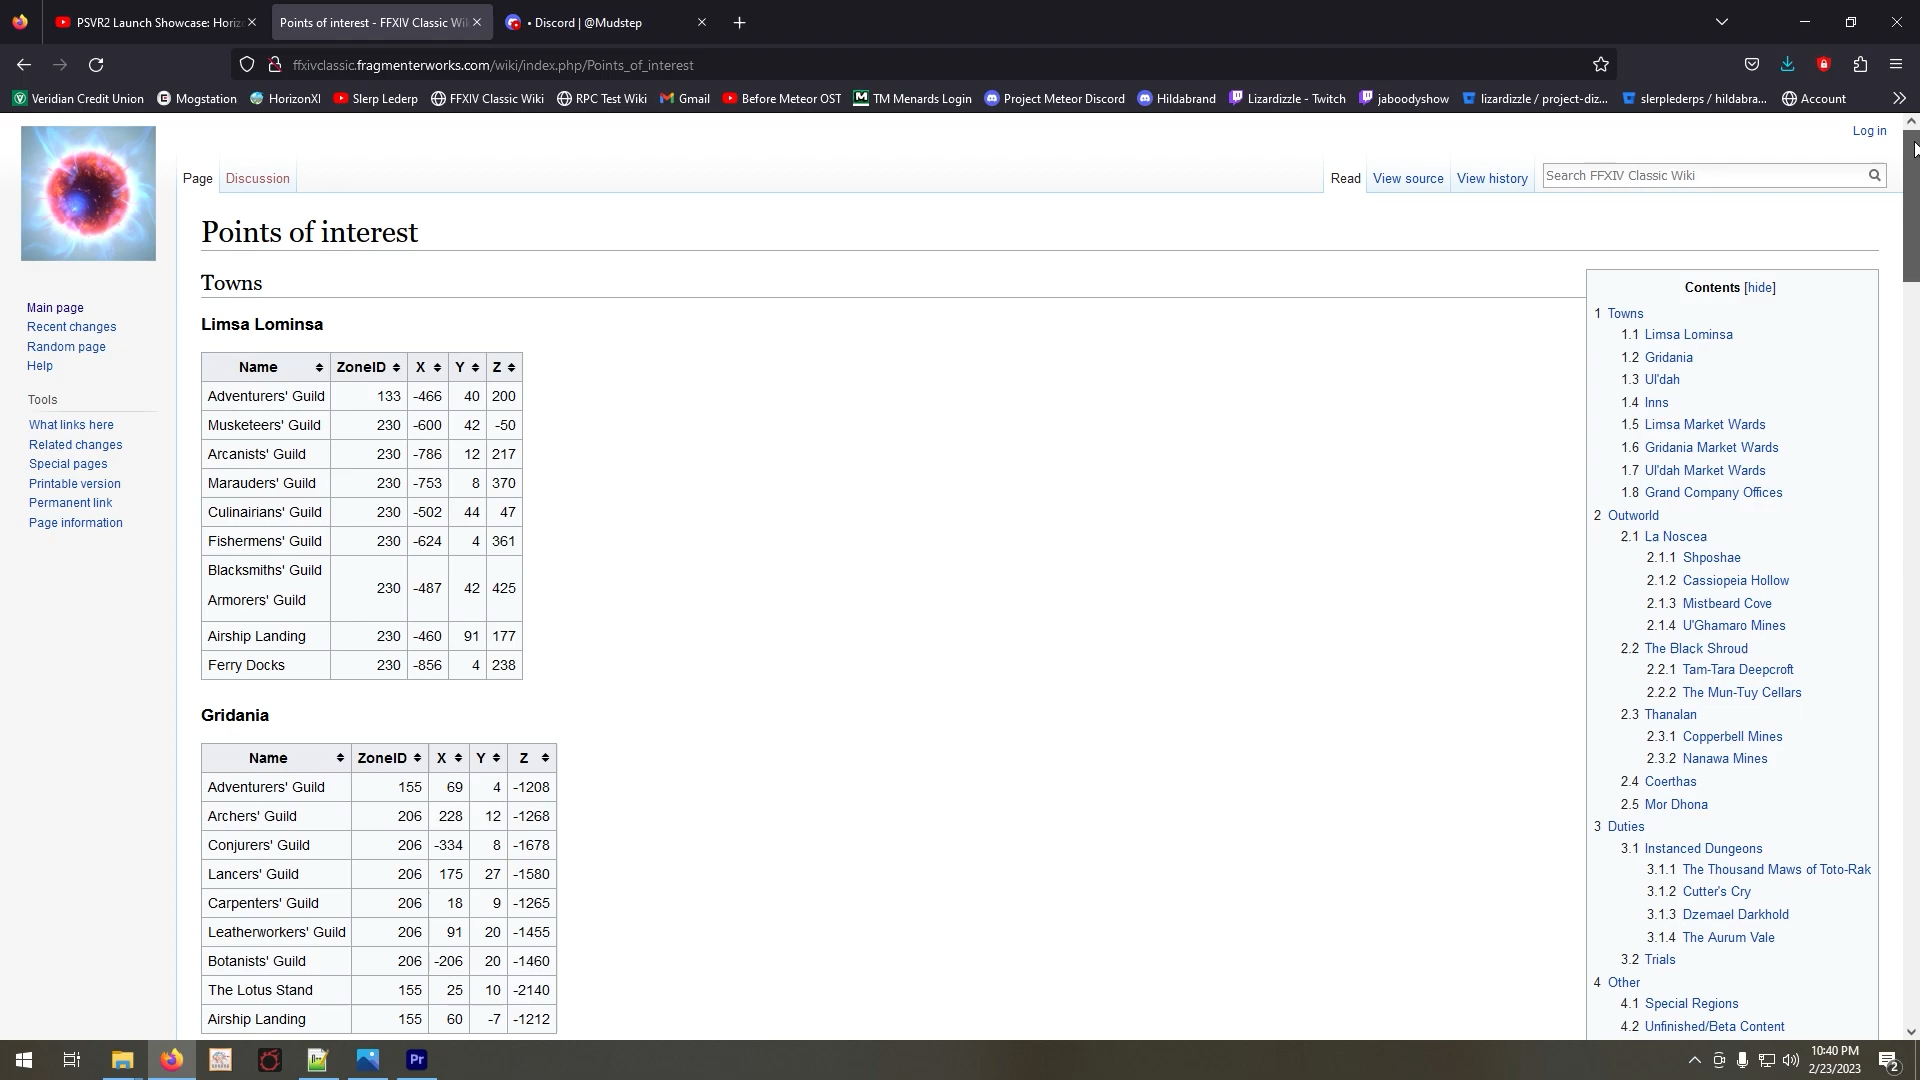 PSVR2 Launch Showcase: Horiz
Points of interest - FFXIV Classic Wi
• Discord | @Mudstep
ffxivclassic.fragmenterworks.com/wiki/index.php/Points_of_interest
Veridian Credit Union Mogstation HorizonXI Slerp Lederp FFXIV Classic Wiki RPC Test Wiki Gmail Before Meteor OST TM Menards Login Project Meteor Discord Hildabrand Lizardizzle - Twitch jaboodyshow lizardizzle / project-diz... slerplederps / hildabra... Account
Log in
Page Discussion Read View source View history Search FFXIV Classic Wiki
Main page
Recent changes
Random page
Help
Tools
What links here
Related changes
Special pages
Printable version
Permanent link
Page information
Points of interest
Towns
Limsa Lominsa
Name ZoneID X Y Z
Adventurers' Guild 133 -466 40 200
Musketeers' Guild 230 -600 42 -50
Arcanists' Guild 230 -786 12 217
Marauders' Guild 230 -753 8 370
Culinairians' Guild 230 -502 44 47
Fishermens' Guild 230 -624 4 361
Blacksmiths' Guild
Armorers' Guild
230 -487 42 425
Airship Landing 230 -460 91 177
Ferry Docks 230 -856 4 238
Gridania
Name ZoneID X Y Z
Adventurers' Guild 155 69 4 -1208
Archers' Guild 206 228 12 -1268
Conjurers' Guild 206 -334 8 -1678
Lancers' Guild 206 175 27 -1580
Carpenters' Guild 206 18 9 -1265
Leatherworkers' Guild 206 91 20 -1455
Botanists' Guild 206 -206 20 -1460
The Lotus Stand 155 25 10 -2140
Airship Landing 155 60 -7 -1212
Contents [hide]
1 Towns
1.1 Limsa Lominsa
1.2 Gridania
1.3 Ul'dah
1.4 Inns
1.5 Limsa Market Wards
1.6 Gridania Market Wards
1.7 Ul'dah Market Wards
1.8 Grand Company Offices
2 Outworld
2.1 La Noscea
2.1.1 Shposhae
2.1.2 Cassiopeia Hollow
2.1.3 Mistbeard Cove
2.1.4 U'Ghamaro Mines
2.2 The Black Shroud
2.2.1 Tam-Tara Deepcroft
2.2.2 The Mun-Tuy Cellars
2.3 Thanalan
2.3.1 Copperbell Mines
2.3.2 Nanawa Mines
2.4 Coerthas
2.5 Mor Dhona
3 Duties
3.1 Instanced Dungeons
3.1.1 The Thousand Maws of Toto-Rak
3.1.2 Cutter's Cry
3.1.3 Dzemael Darkhold
3.1.4 The Aurum Vale
3.2 Trials
4 Other
4.1 Special Regions
4.2 Unfinished/Beta Content
Pr
10:40 PM
2/23/2023
2